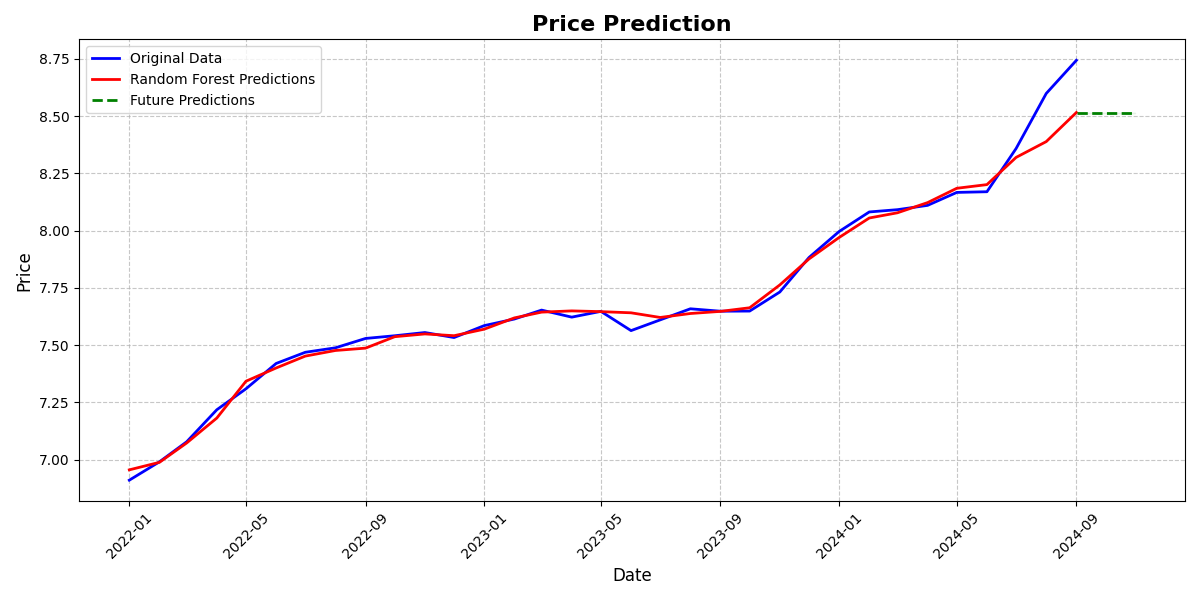 Price Prediction
Original Data
Random Forest Predictions
Future Predictions
8.75
8.50
8.25
8.00
7.75
7.50
7.25
7.00
Price
2022-01
2022-05
2022-09
2023-01
2023-05
2023-09
2024-01
2024-05
2024-09
Date